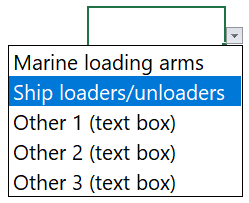 Marine loading arms
Ship loaders/unloaders
Other 1 (text box)
Other 2 (text box)
Other 3 (text box)